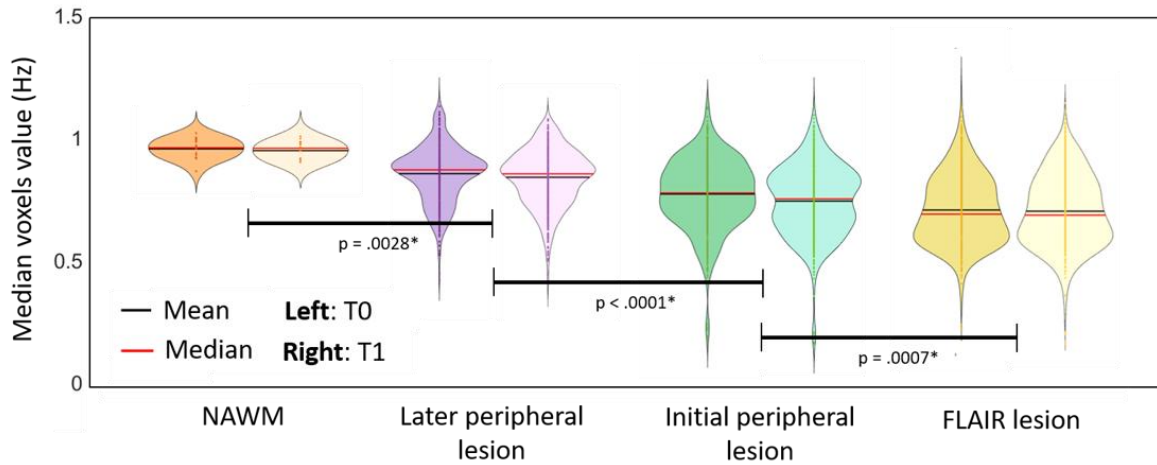 1.5
Median voxels value (Hz)
1
0.5
0
p = .0028*
p < .0001*
p = .0007*
Mean Left: T0
Median Right: T1
NAWM
Later peripheral
lesion
Initial peripheral
lesion
FLAIR lesion